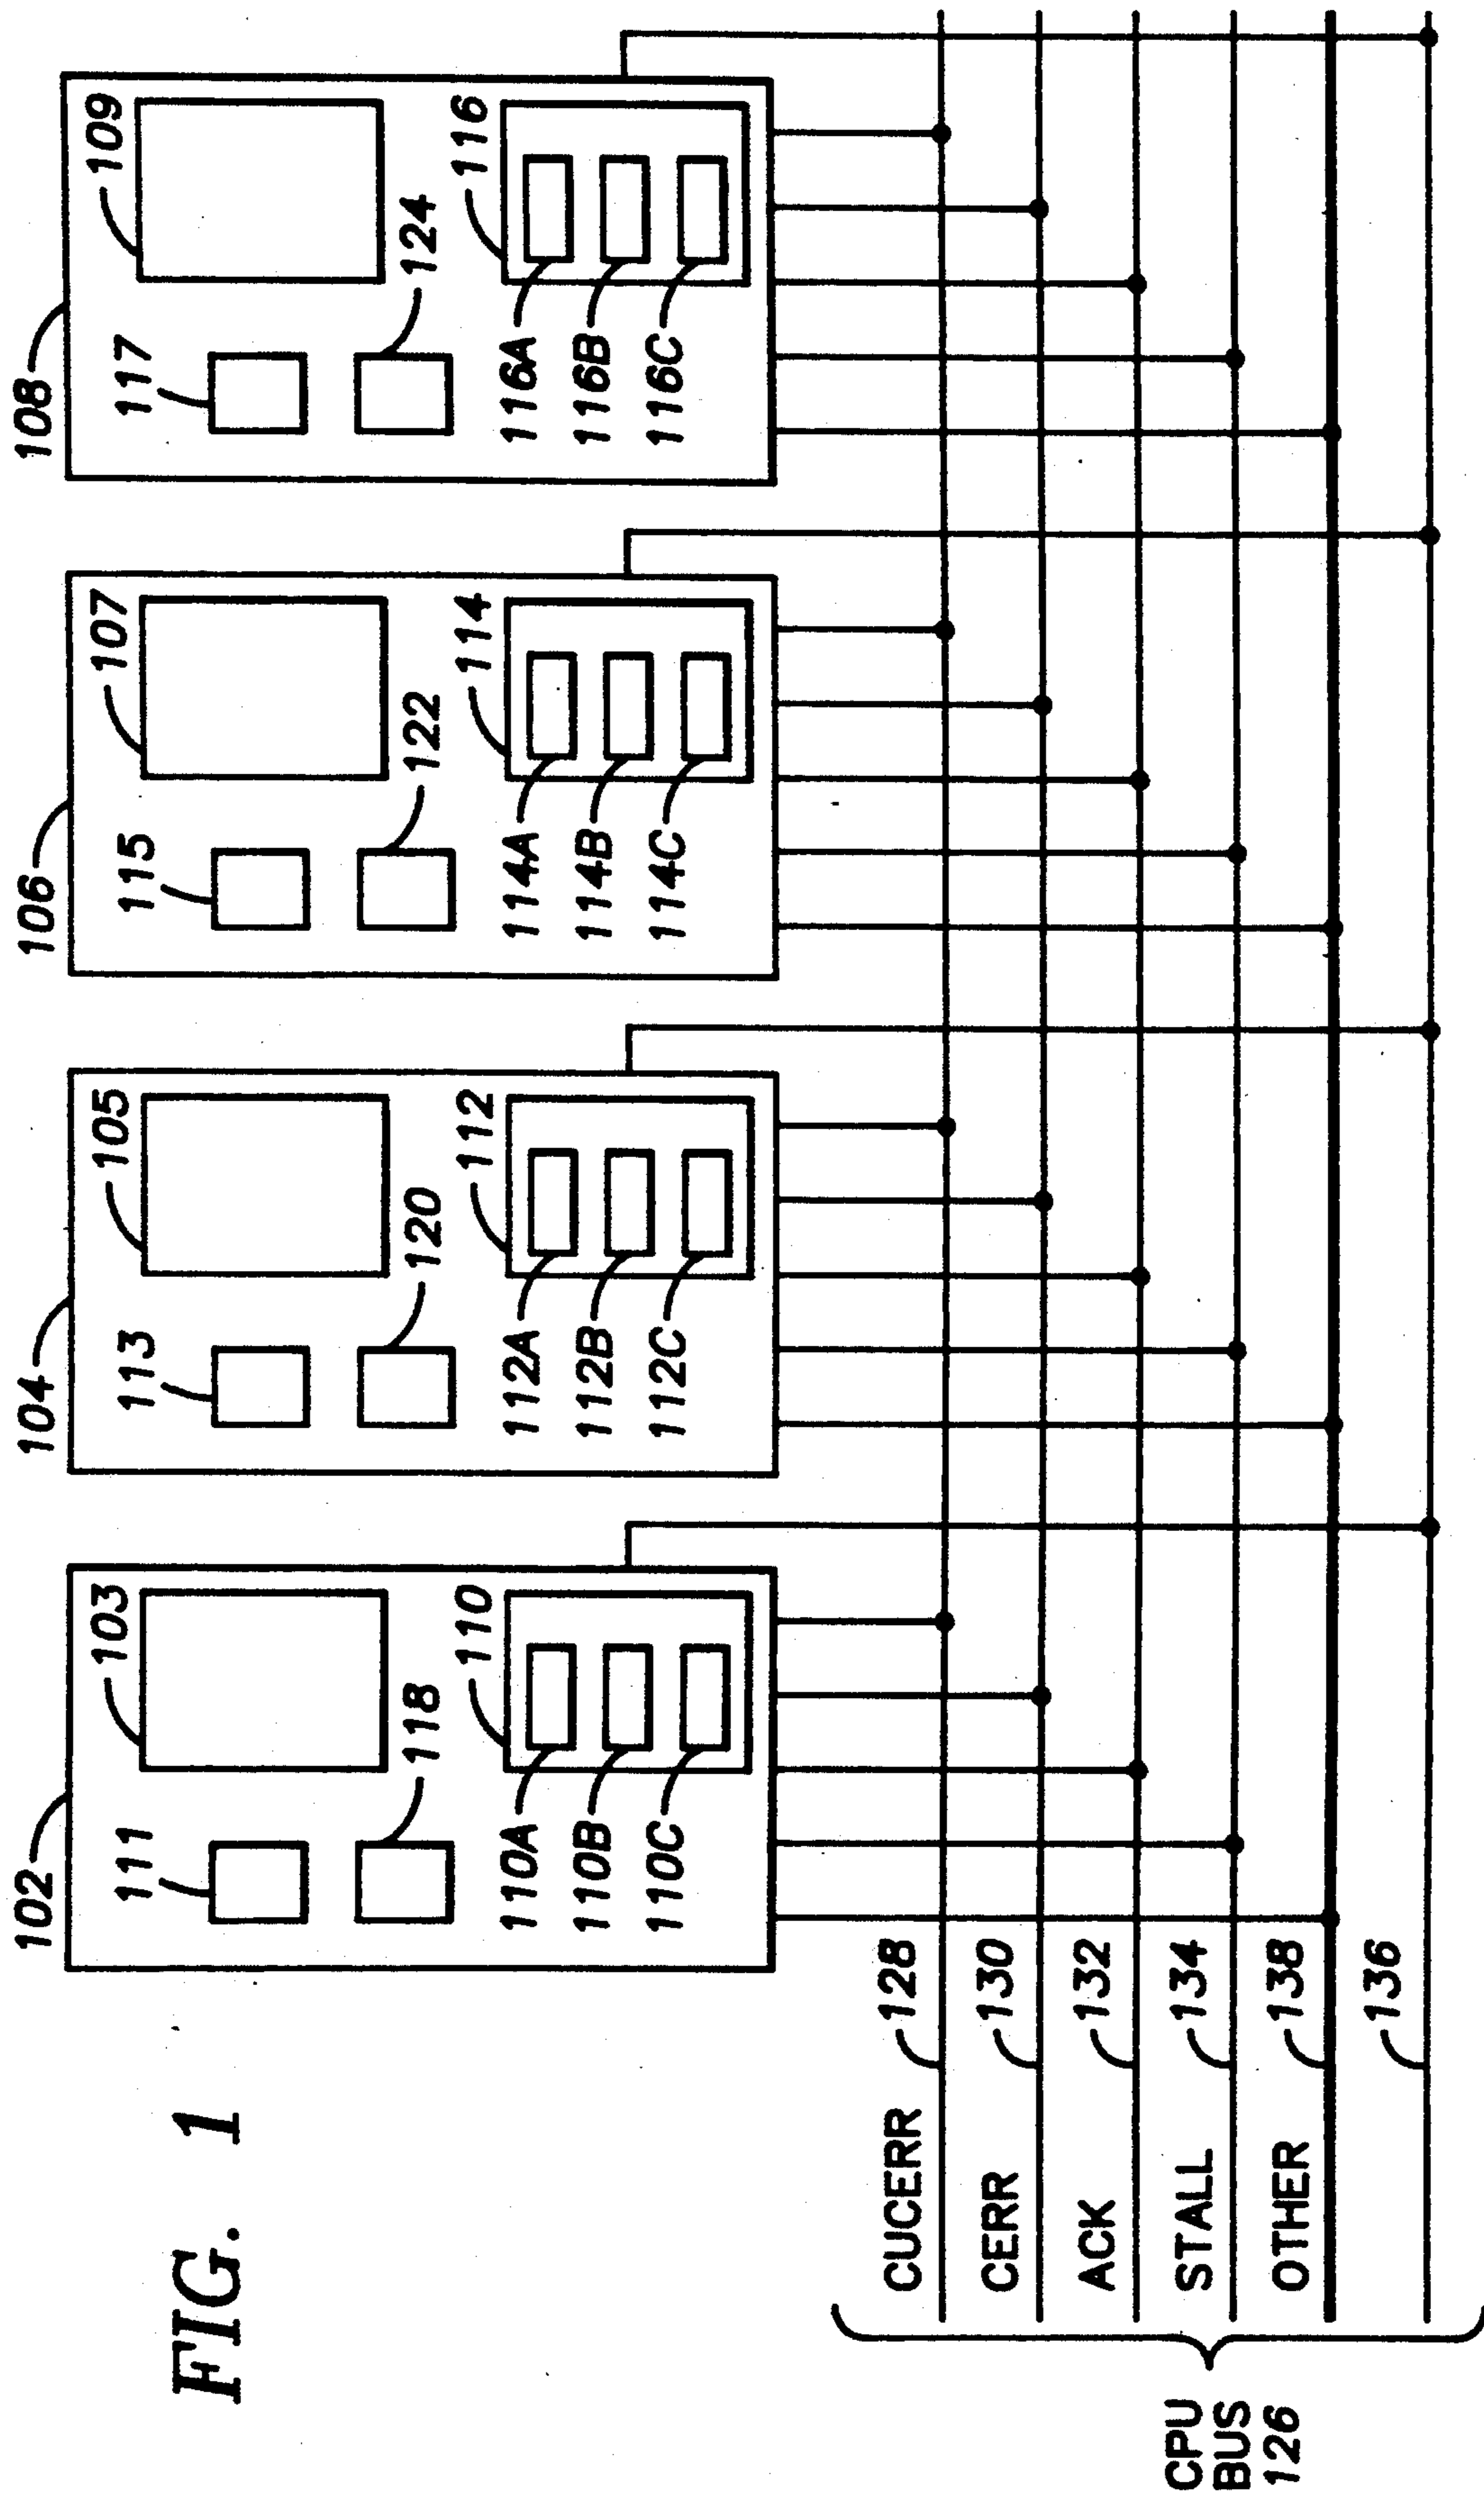 FIG. 1
102
103
111
118
110
110A
110B
110C
104
105
113
120
112
112A
112B
112C
106
107
115
122
114
114A
114B
114C
108
109
117
124
116
116A
116B
116C
CUCERR 128
CERR 130
ACK 132
STALL 134
OTHER 138
136
CPU
BUS
126